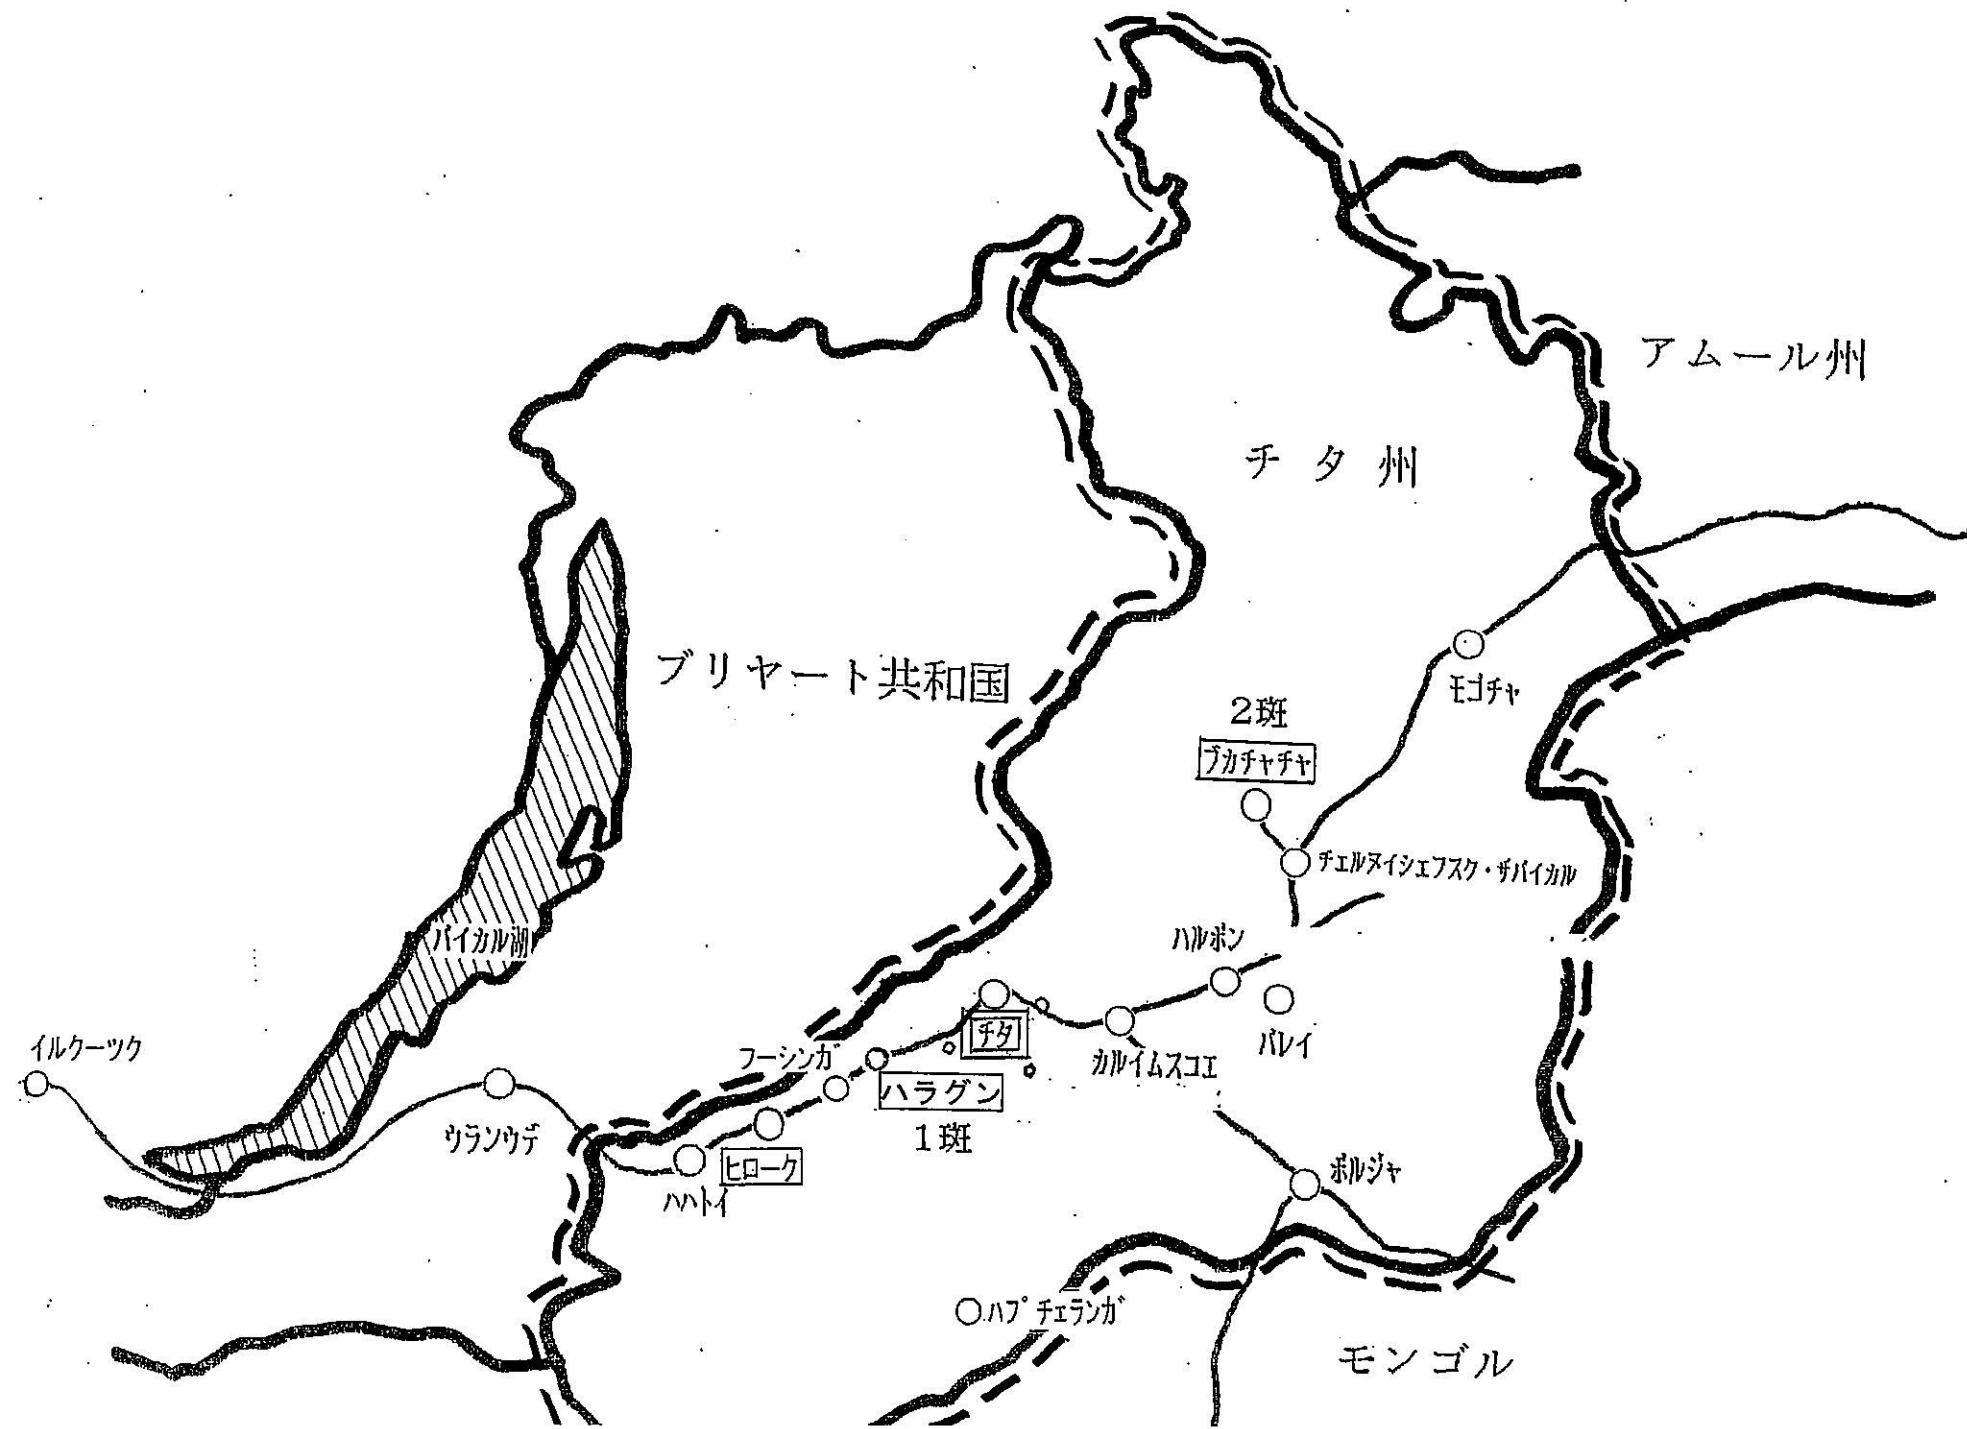 アムール州
チタ州
ブリヤート共和国
モゴチャ
2斑
ブカチャチャ
チェルヌイシェフスク・ザバイカル
バイカル湖
ハルボン
イルクーツク
フーシンガ
チタ
カルイムスコエ
バレイ
ウランウデ
ハラグン
1斑
ヒローク
ハハトイ
ボルジャ
ハプチェランガ
モンゴル